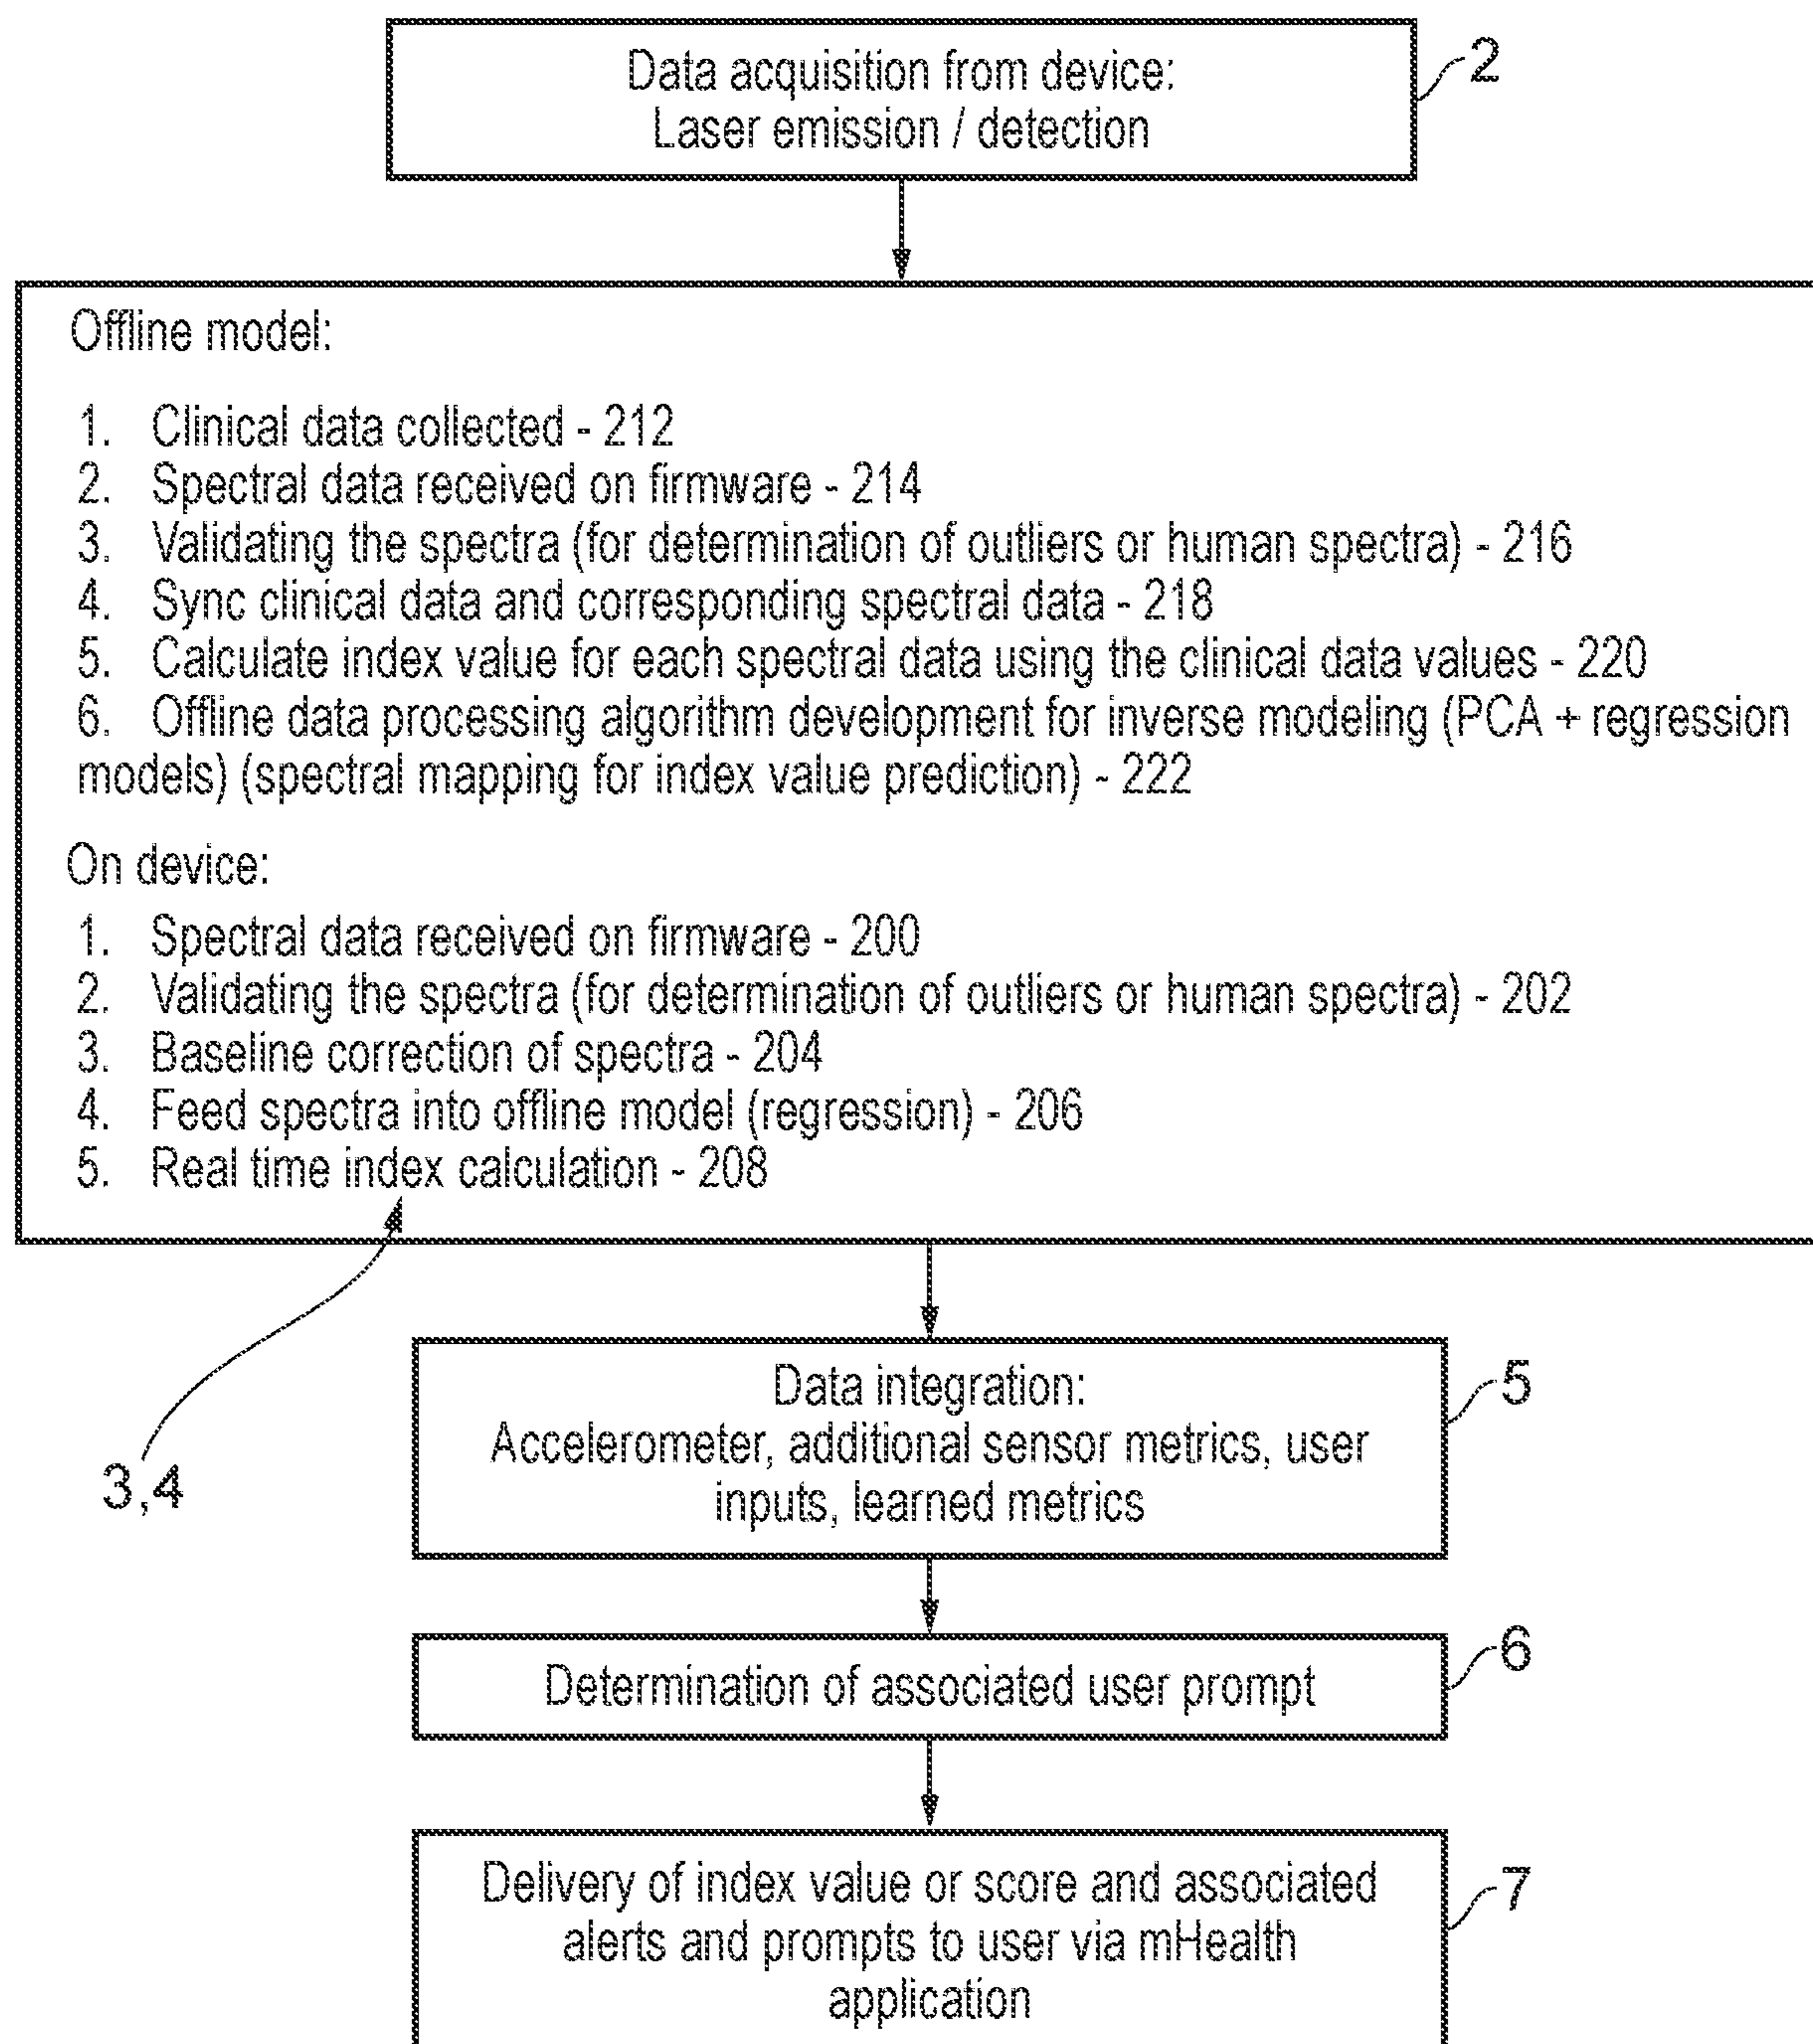 Data acquisition from device:
Laser emission / detection
2
Offline model:
1. Clinical data collected - 212
2. Spectral data received on firmware - 214
3. Validating the spectra (for determination of outliers or human spectra) - 216
4. Sync clinical data and corresponding spectral data - 218
5. Calculate index value for each spectral data using the clinical data values - 220
6. Offline data processing algorithm development for inverse modeling (PCA + regression
models) (spectral mapping for index value prediction) - 222
On device:
1. Spectral data received on firmware - 200
2. Validating the spectra (for determination of outliers or human spectra) - 202
3. Baseline correction of spectra - 204
4. Feed spectra into offline model (regression) - 206
5. Real time index calculation - 208
3,4
Data integration:
Accelerometer, additional sensor metrics, user
inputs, learned metrics
5
Determination of associated user prompt
6
Delivery of index value or score and associated
alerts and prompts to user via mHealth
application
7